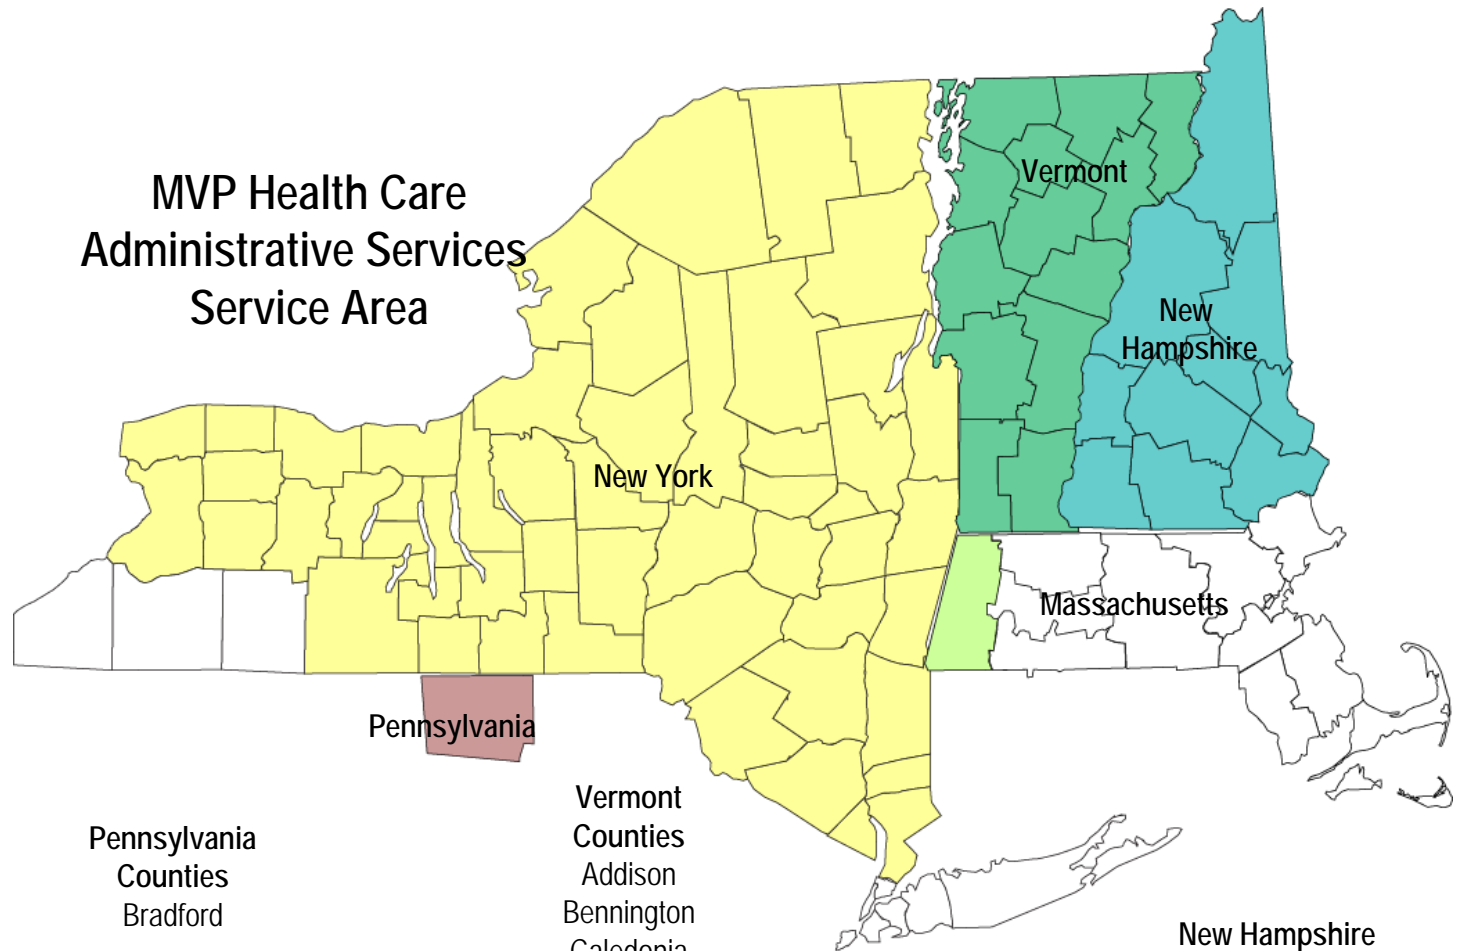 MVP Health Care
Administrative Services
Service Area
Vermont
New
Hampshire
New York
Massachusetts
Pennsylvania
Pennsylvania
Counties
Bradford
Vermont
Counties
Addison
Bennington
Caledonia
New Hampshire